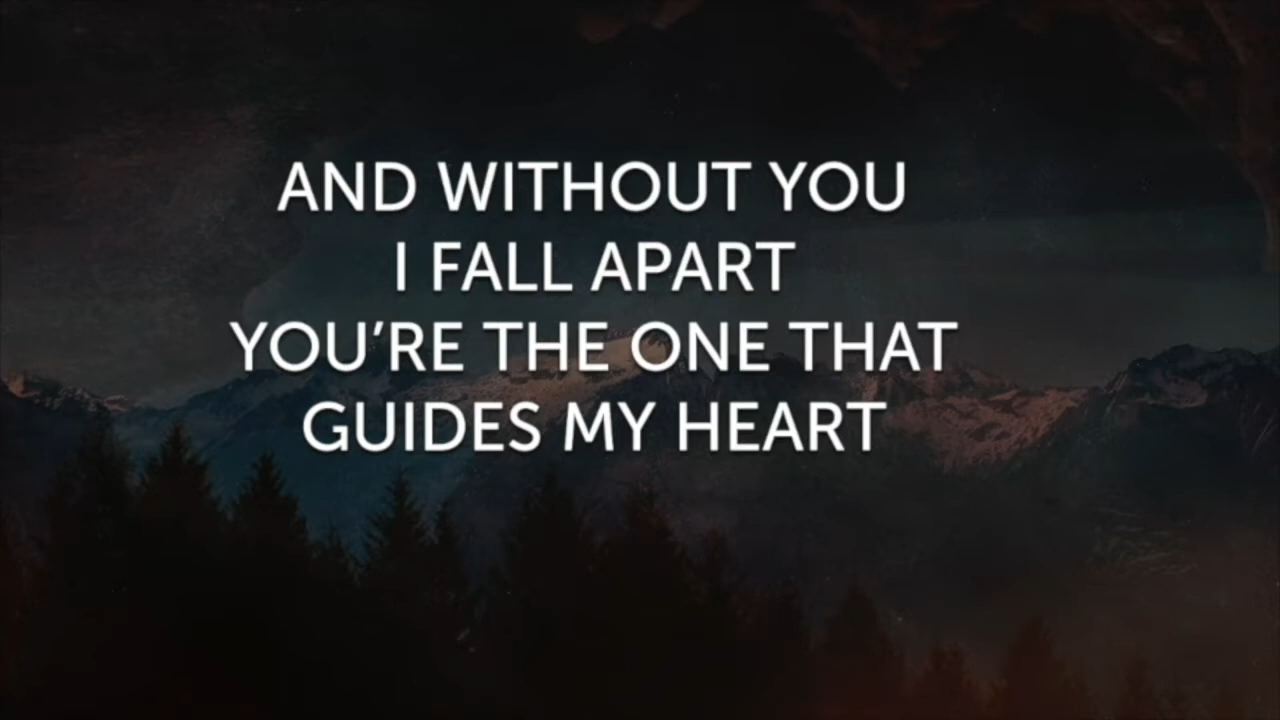 AND WITHOUT YOU
I FALL APART
YOU’RE THE ONE THAT
GUIDES MY HEART